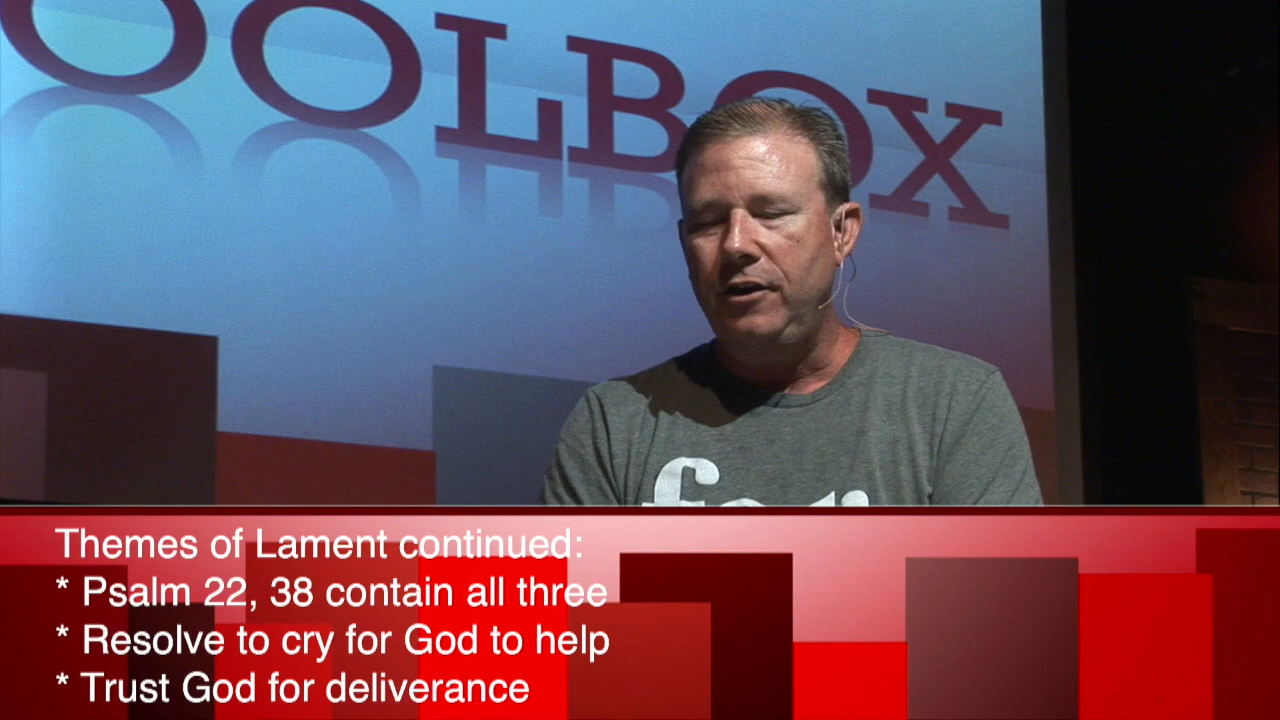 OOLBOX
for
Themes of Lament continued:
* Psalm 22, 38 contain all three
* Resolve to cry for God to help
* Trust God for deliverance